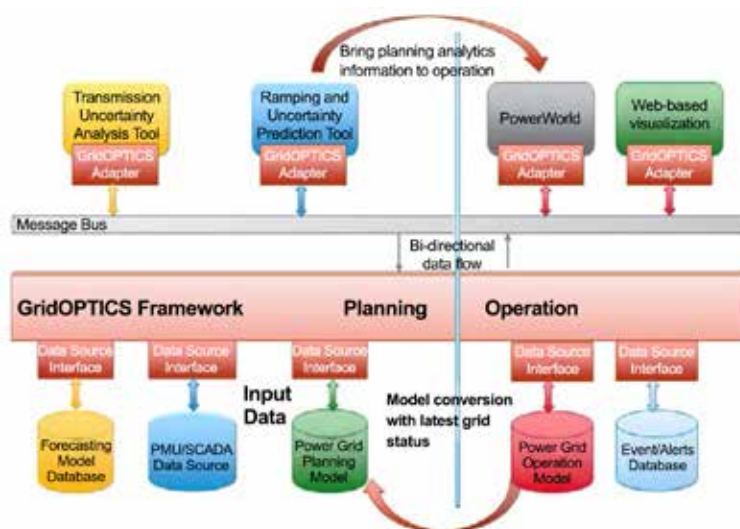 Bring planning analytics
information to operation
Transmission
Uncertainty
Analysis Tool
GridOPTICS
Adapter
Ramping and
Uncertainty
Prediction Tool
GridOPTICS
Adapter
PowerWorld
GridOPTICS
Adapter
Web-based
visualization
GridOPTICS
Adapter
Message Bus
Bi-directional
data flow
GridOPTICS Framework
Planning
Operation
Data Source
Interface
Data Source
Interface
Data Source
Interface
Data Source
Interface
Data Source
Interface
Input
Data
Model conversion
with latest grid
status
Forecasting
Model
Database
PMU/SCADA
Data Source
Power Grid
Planning
Model
Power Grid
Operation
Model
Event/Alerts
Database